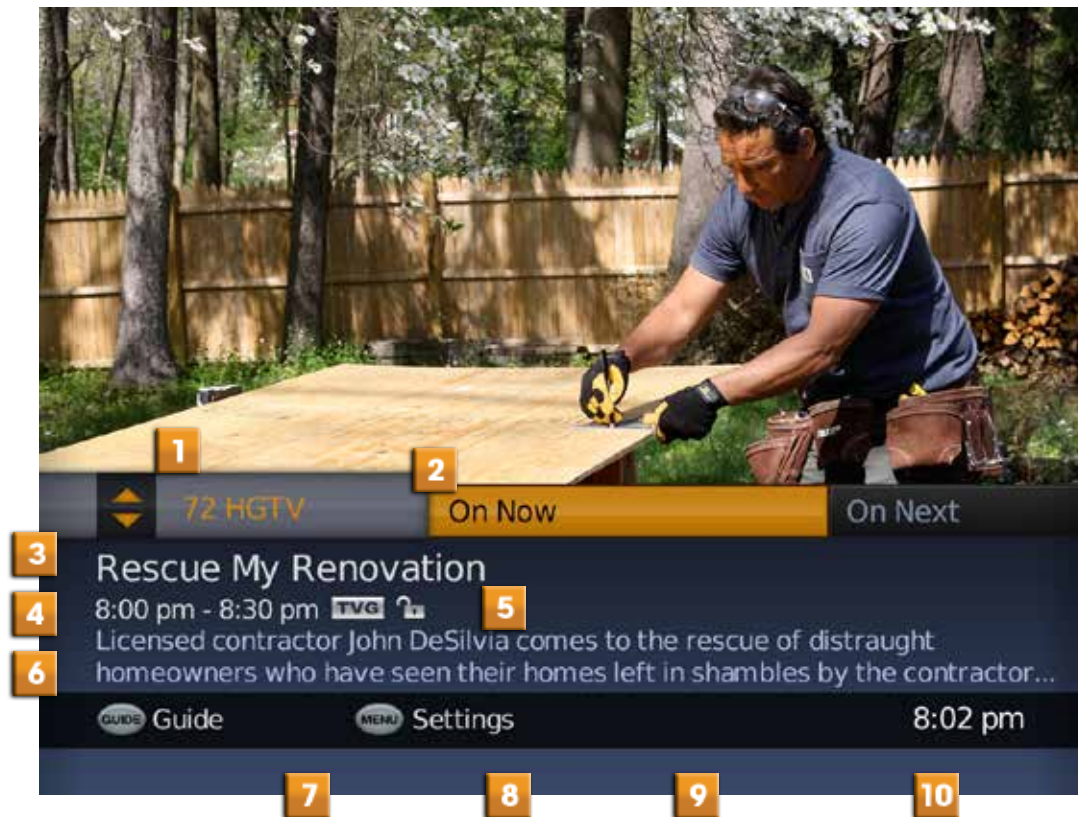 1
2
72 HGTV On Now On Next
3
Rescue My Renovation
4
8:00 pm - 8:30 pm TVG
5
Licensed contractor John DeSilvia comes to the rescue of distraught
6
homeowners who have seen their homes left in shambles by the contractor...
GUIDE Guide MENU Settings 8:02 pm
7 8 9 10